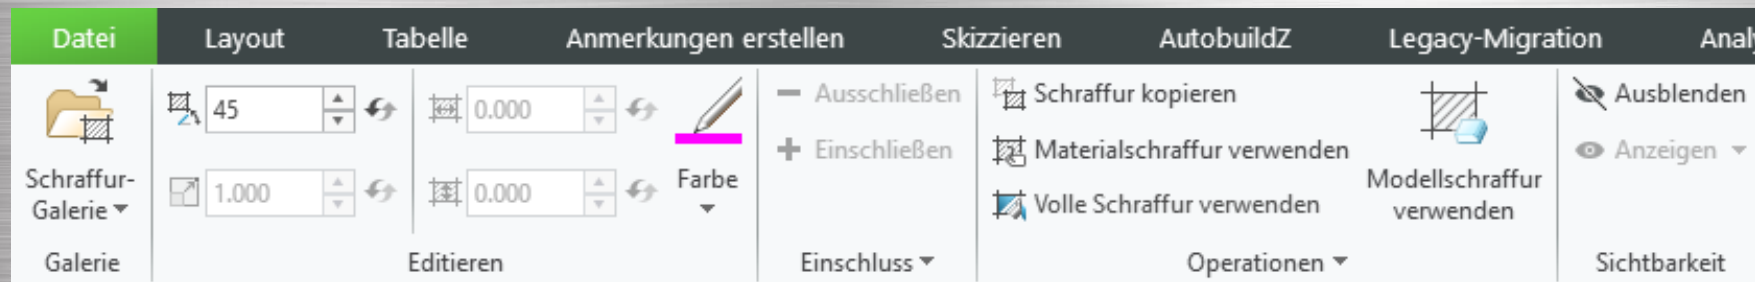 Datei Layout Tabelle Anmerkungen erstellen Skizzieren AutobuildZ Legacy-Migration Analy
45 0.000 Ausschließen Schraffur kopieren Ausblenden
Einschließen Materialschraffur verwenden Anzeigen
Schraffur-
Galerie
1.000 0.000 Farbe Volle Schraffur verwenden
Modellschraffur
verwenden
Galerie Editieren Einschluss Operationen Sichtbarkeit